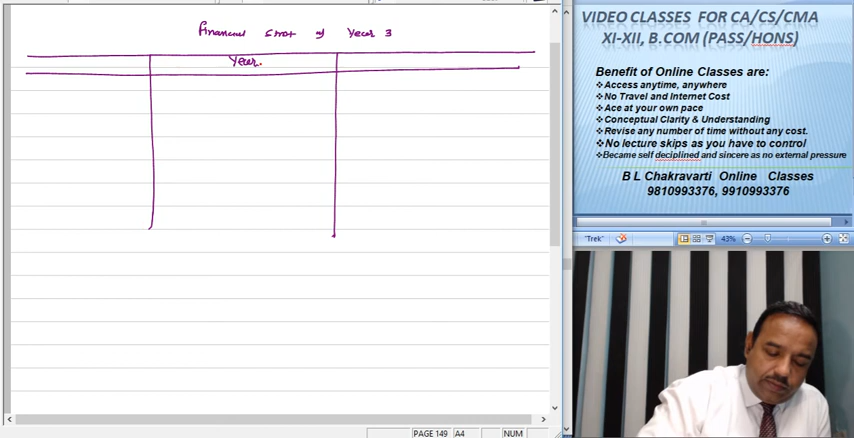 Financial Stat of Year 3
Year.
VIDEO CLASSES FOR CA/CS/CMA
XI-XII, B.COM (PASS/HONS)
Benefit of Online Classes are:
❖Access anytime, anywhere
❖No Travel and Internet Cost
❖Ace at your own pace
❖Conceptual Clarity & Understanding
❖Revise any number of time without any cost.
❖No lecture skips as you have to control
❖Became self deciplined and sincere as no external pressure
B L Chakravarti Online Classes
9810993376, 9910993376
"Trek"
43%
PAGE 149 A4 NUM